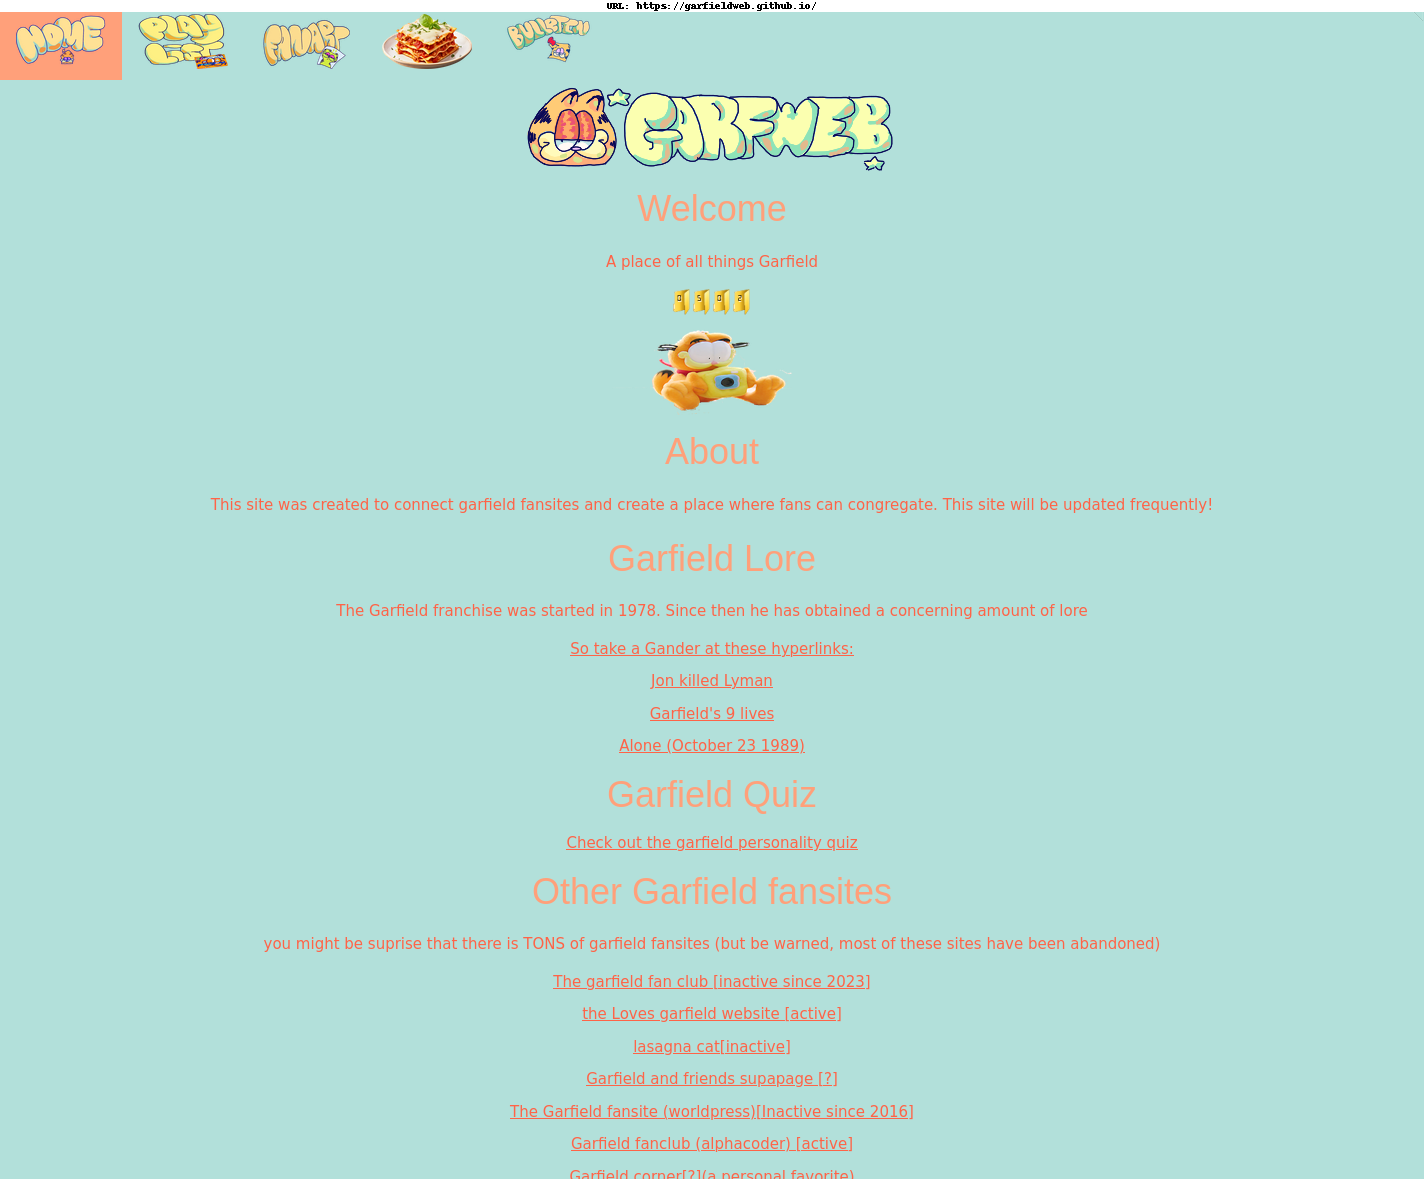 URL: https://garfieldweb.github.io/
HOME
PLAY
LIST
FANART
BULLETIN
GARFWEB
Welcome
A place of all things Garfield
0 5 0 2
About
This site was created to connect garfield fansites and create a place where fans can congregate. This site will be updated frequently!
Garfield Lore
The Garfield franchise was started in 1978. Since then he has obtained a concerning amount of lore
So take a Gander at these hyperlinks:
Jon killed Lyman
Garfield's 9 lives
Alone (October 23 1989)
Garfield Quiz
Check out the garfield personality quiz
Other Garfield fansites
you might be suprise that there is TONS of garfield fansites (but be warned, most of these sites have been abandoned)
The garfield fan club [inactive since 2023]
the Loves garfield website [active]
lasagna cat[inactive]
Garfield and friends supapage [?]
The Garfield fansite (worldpress)[Inactive since 2016]
Garfield fanclub (alphacoder) [active]
Garfield corner[?](a personal favorite)